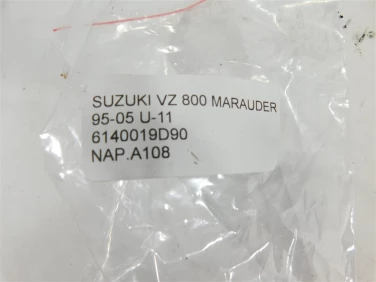 SUZUKI VZ 800 MARAUDER
95-05 U-11
6140019D90
NAP.A108